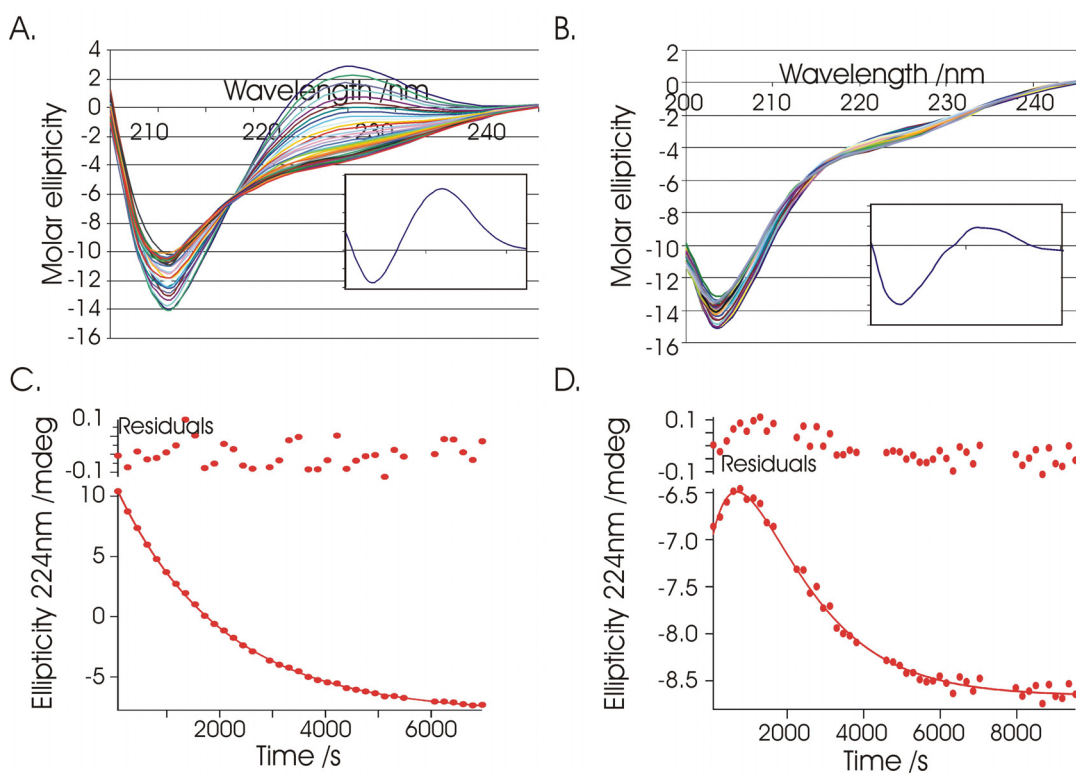 A.
4
2
0
-2
-4
-6
-8
-10
-12
-14
-16
Molar ellipticity
Wavelength /nm
210 220 230 240
B.
2
0
-2
-4
-6
-8
-10
-12
-14
-16
Molar ellipticity
Wavelength /nm
200 210 220 230 240
C.
0.1
-0.1
Residuals
10
5
0
-5
Ellipticity 224nm /mdeg
2000 4000 6000
Time /s
D.
0.1
-0.1
Residuals
-6.5
-7.0
-7.5
-8.0
-8.5
Ellipticity 224nm /mdeg
2000 4000 6000 8000
Time /s